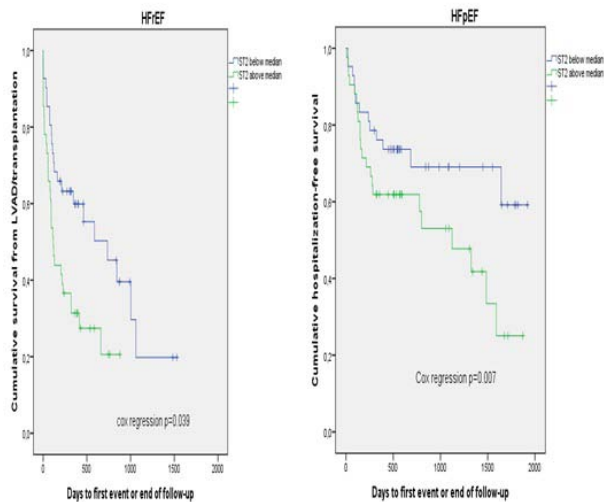 HFrEF
ST2 below median
ST2 above median
Cumulative survival from LVAD/transplantation
1,0
0,8
0,6
0,4
0,2
0,0
cox regression p=0.039
0
500
1000
1500
2000
Days to first event or end of follow-up
HFpEF
ST2 below median
ST2 above median
Cumulative hospitalization-free survival
1,0
0,8
0,6
0,4
0,2
0,0
Cox regression p=0.007
0
500
1000
1500
2000
Days to first event or end of follow-up